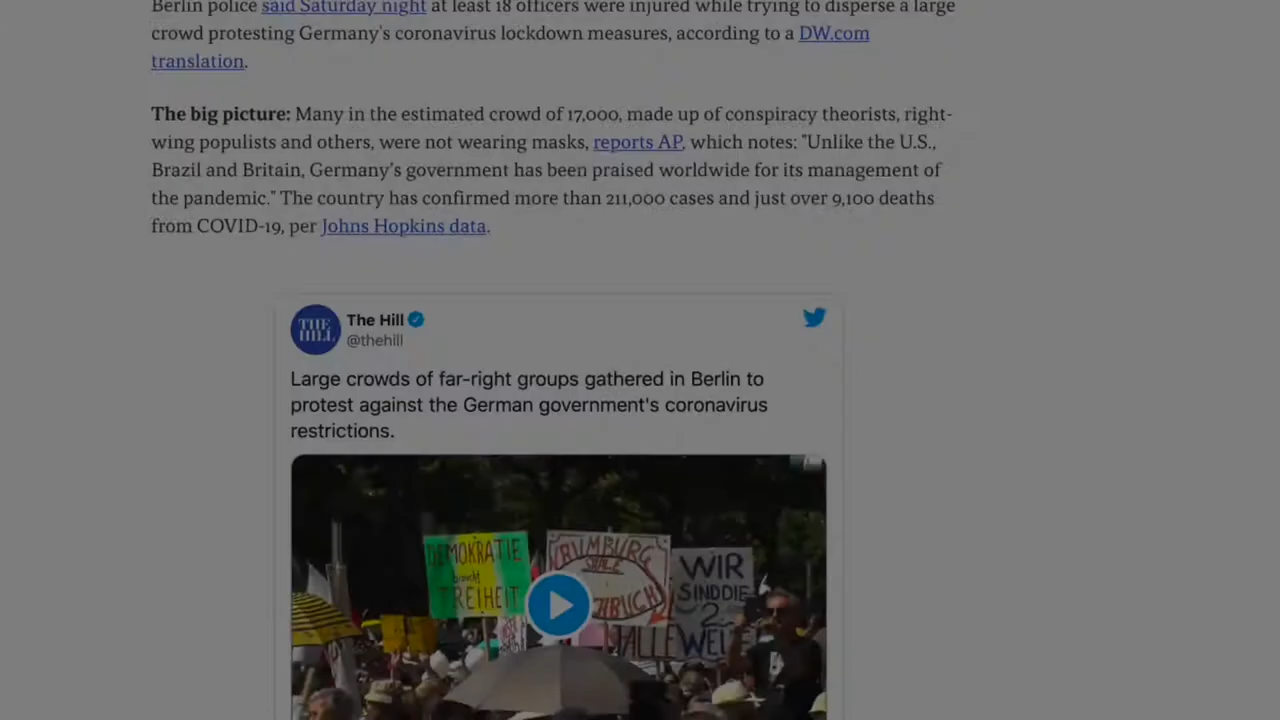 Berlin police said Saturday night at least 18 officers were injured while trying to disperse a large
crowd protesting Germany's coronavirus lockdown measures, according to a DW.com
translation.
The big picture: Many in the estimated crowd of 17,000, made up of conspiracy theorists, right-
wing populists and others, were not wearing masks, reports AP, which notes: "Unlike the U.S.,
Brazil and Britain, Germany's government has been praised worldwide for its management of
the pandemic." The country has confirmed more than 211,000 cases and just over 9,100 deaths
from COVID-19, per Johns Hopkins data.
THE
HILL
The Hill
@thehill
Large crowds of far-right groups gathered in Berlin to
protest against the German government's coronavirus
restrictions.
DEMOKRATIE
braucht
FREIHEIT
WIR
SIND DIE
2
WELLE